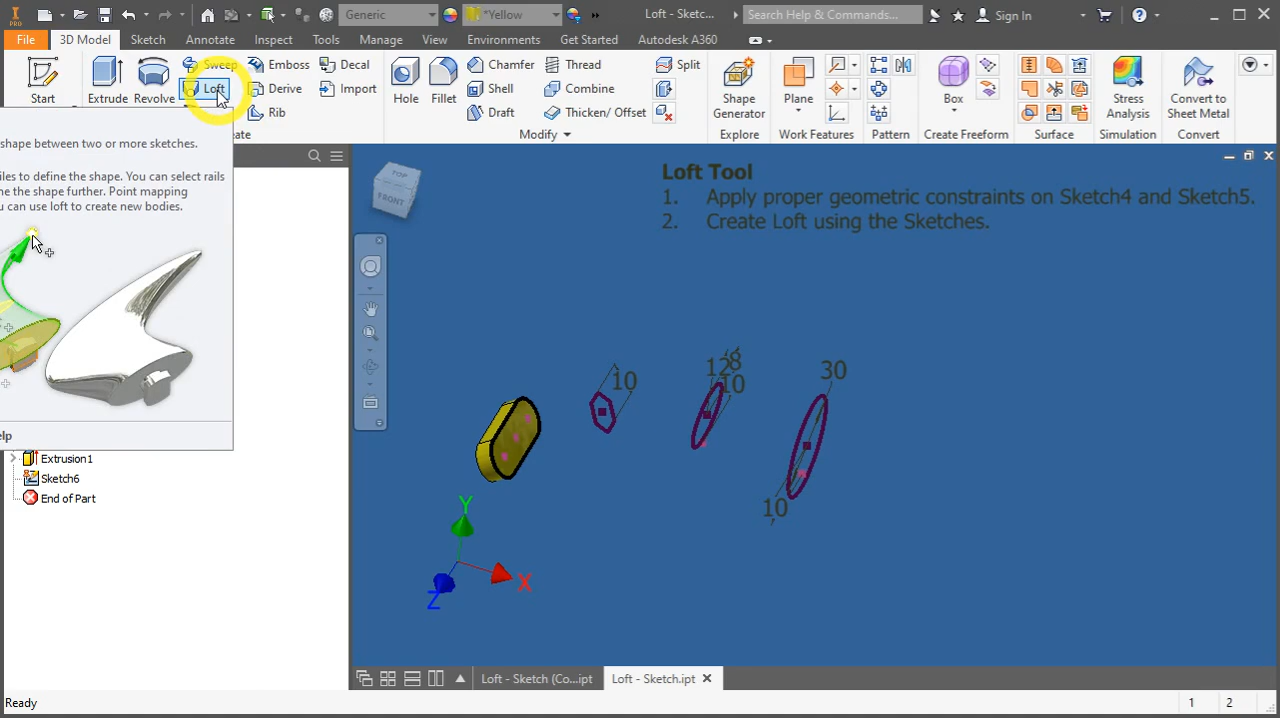 PRO
Generic
*Yellow
Loft - Sketc...
Search Help & Commands...
Sign In
File
3D Model
Sketch
Annotate
Inspect
Tools
Manage
View
Environments
Get Started
Autodesk A360
Start
Extrude
Revolve
Sweep
Loft
Emboss
Derive
Rib
Decal
Import
Hole
Fillet
Chamfer
Shell
Draft
Thread
Combine
Thicken/ Offset
Split
Modify
Shape
Generator
Explore
Plane
Work Features
Pattern
Box
Create Freeform
Surface
Stress
Analysis
Simulation
Convert to
Sheet Metal
Convert
eate
shape between two or more sketches.
iles to define the shape. You can select rails
ne the shape further. Point mapping
u can use loft to create new bodies.
elp
Extrusion1
Sketch6
End of Part
TOP
FRONT
Loft Tool
1. Apply proper geometric constraints on Sketch4 and Sketch5.
2. Create Loft using the Sketches.
10
12
8
10
30
10
Y
X
Z
Loft - Sketch (Co...ipt
Loft - Sketch.ipt
Ready
1
2